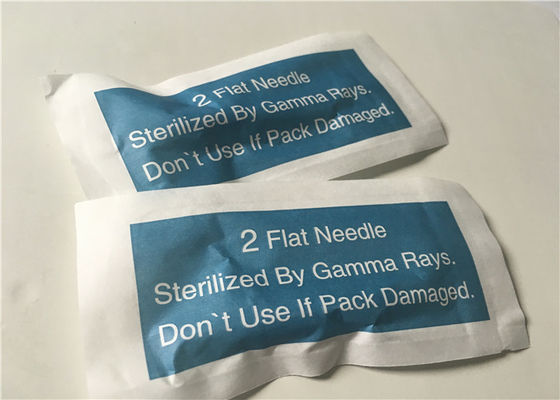 2 Flat Needle
Sterilized By Gamma Rays.
Don`t Use If Pack Damaged.
2 Flat Needle
Sterilized By Gamma Rays.
Don`t Use If Pack Damaged.